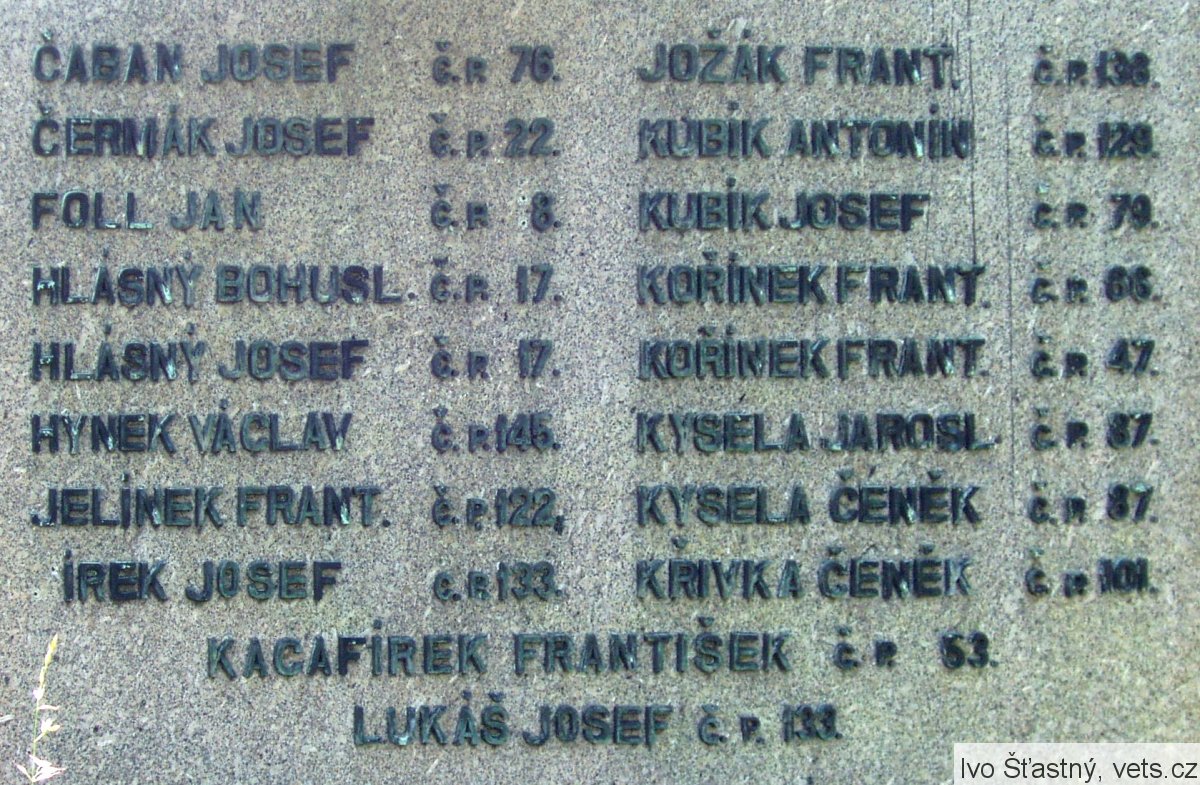 ČABAN JOSEF č.P. 76.
ČERMÁK JOSEF č.P. 22.
FOLL JAN č.P. 8.
HLÁSNÝ BOHUSL. č.P. 17.
HLÁSNÝ JOSEF č.P. 17.
HYNEK VÁCLAV č.P. 145.
JELÍNEK FRANT. č.P. 122.
ÍREK JOSEF č.P. 133.
JOŽÁK FRANT. č.P. 138.
KUBÍK ANTONÍN č.P. 129.
KUBÍK JOSEF č.P. 79.
KOŘÍNEK FRANT. č.P. 66.
KOŘÍNEK FRANT. č.P. 47.
KYSELA JAROSL. č.P. 87.
KYSELA ČÉNĚK č.P. 87.
KŘIVKA ČÉNĚK č.P. 101.
KACAFÍREK FRANTIŠEK č.P. 53.
LUKÁŠ JOSEF č.P. 133.
Ivo Šťastný, vets.cz